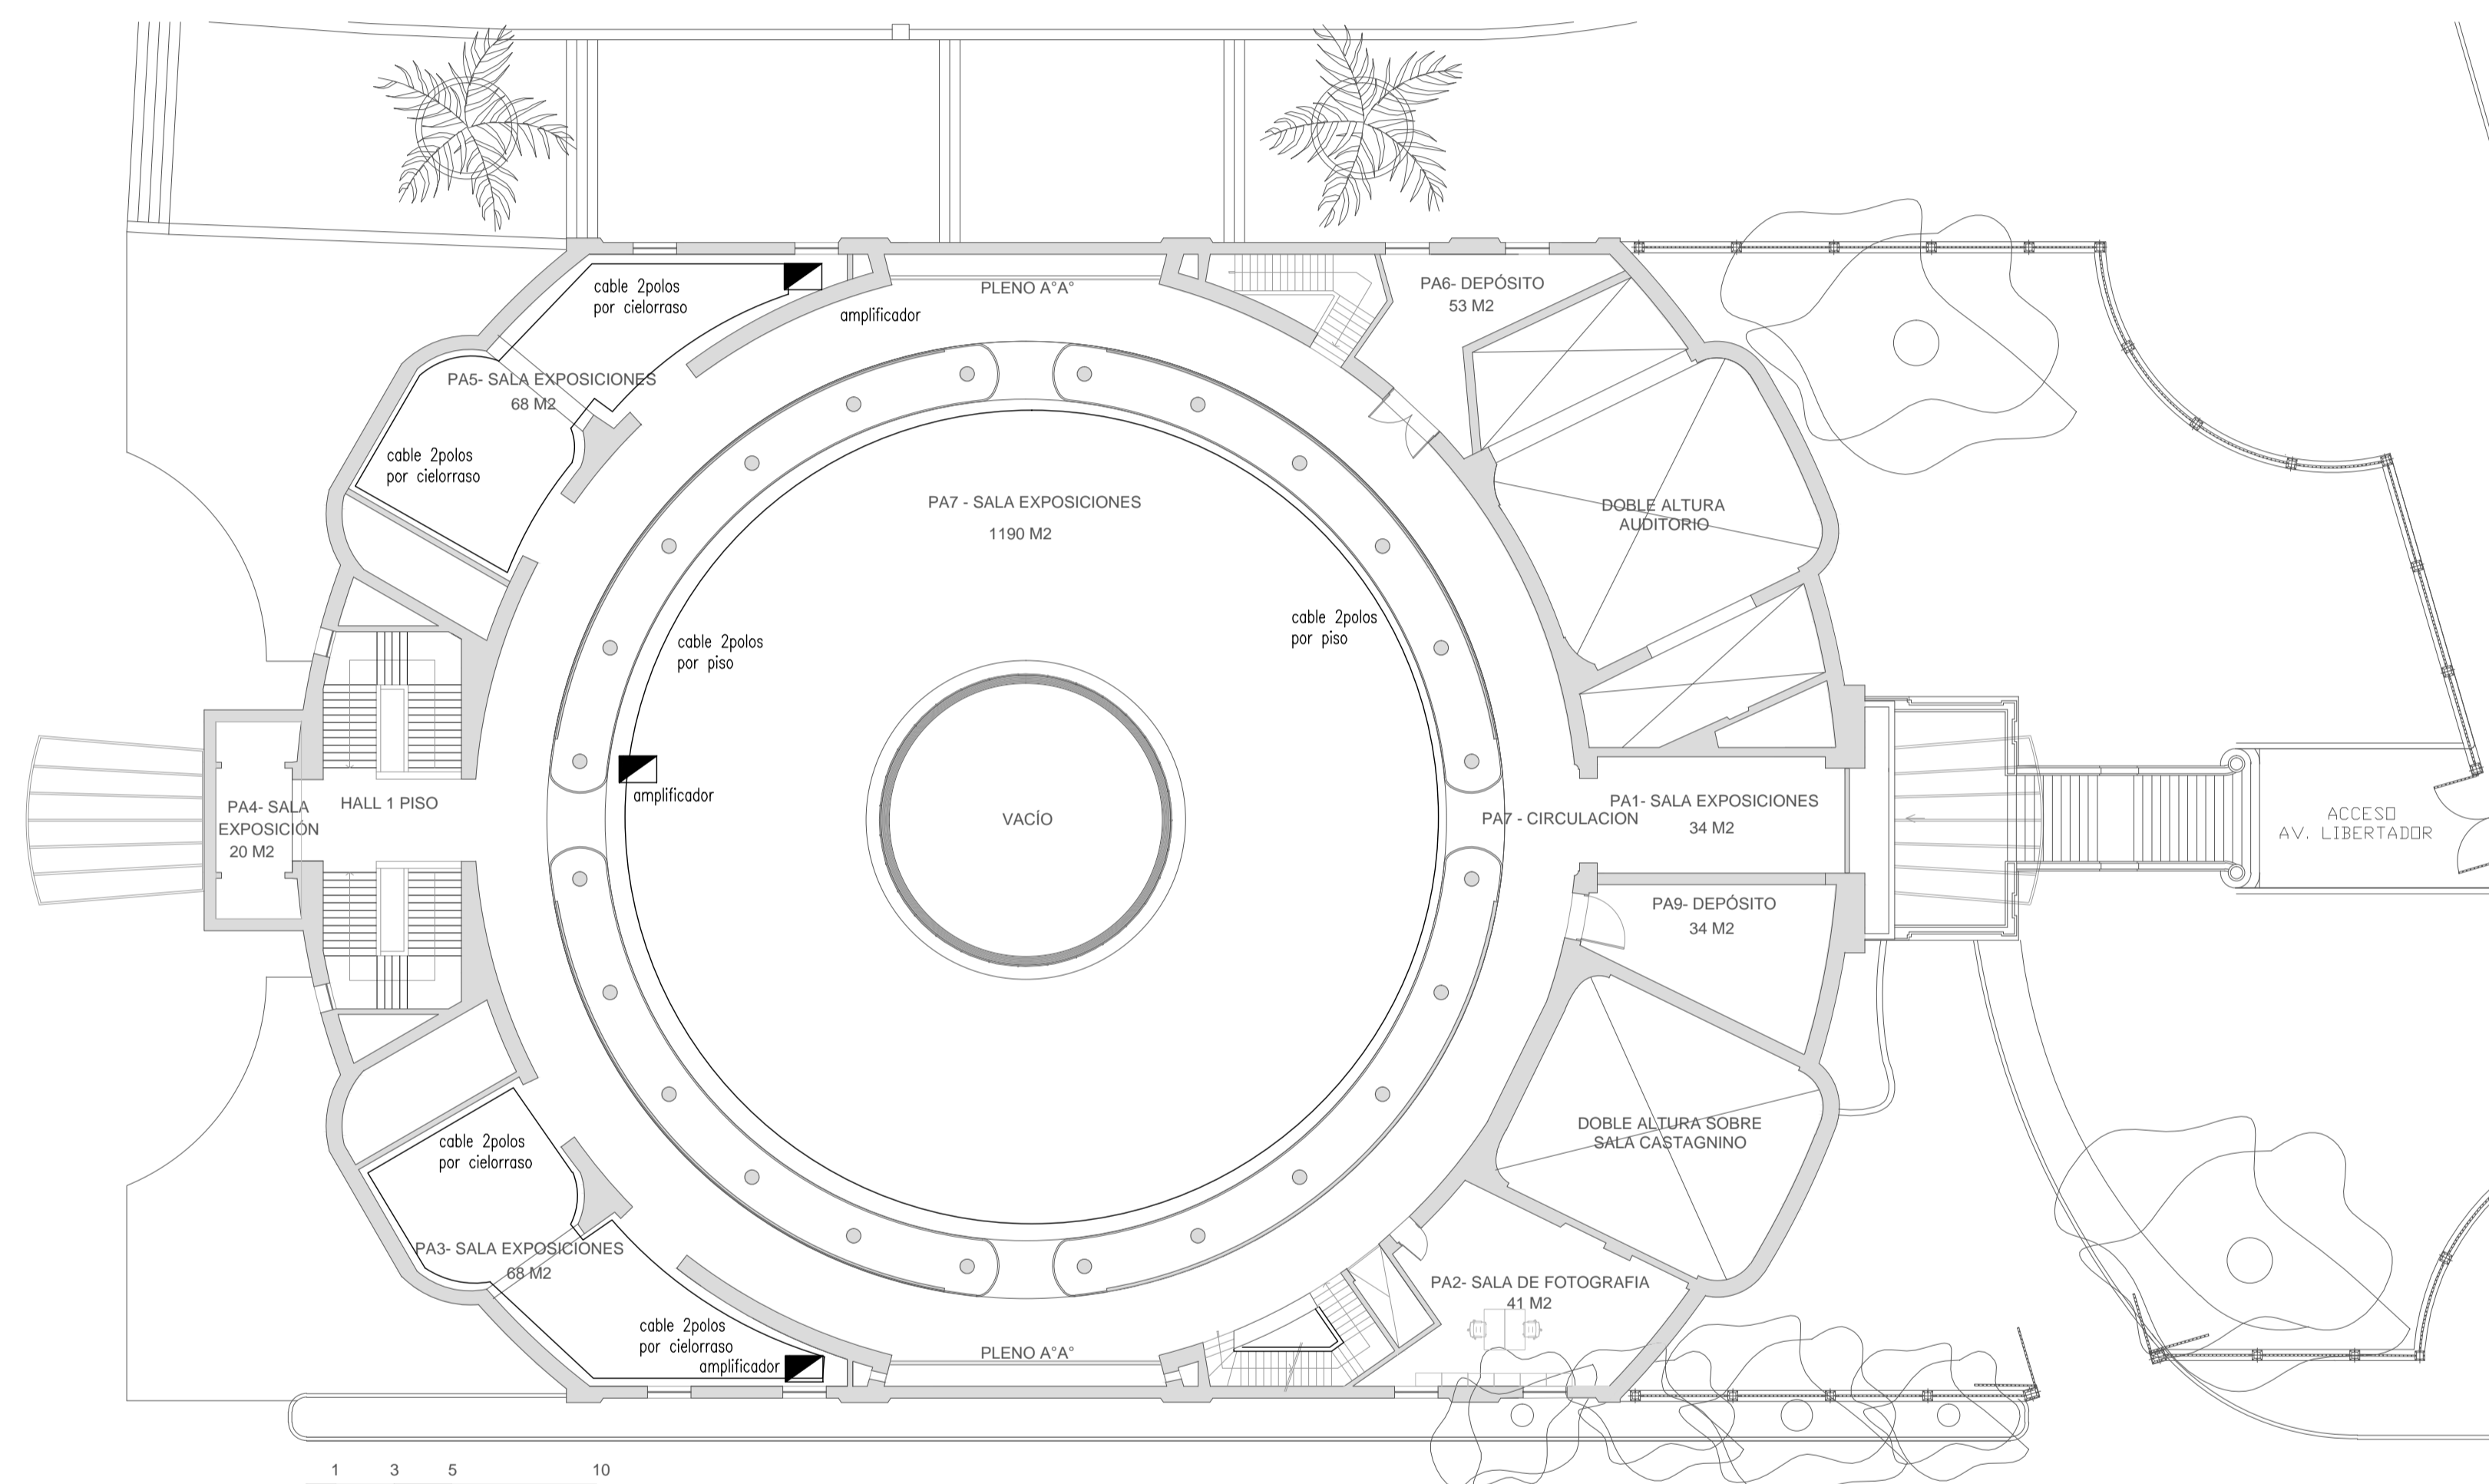 cable 2polos
por cielorraso
PLENO A°A°
amplificador
PA6- DEPÓSITO
53 M2
PA5- SALA EXPOSICIONES
68 M2
cable 2polos
por cielorraso
PA7 - SALA EXPOSICIONES
1190 M2
DOBLE ALTURA
AUDITORIO
cable 2polos
por piso
cable 2polos
por piso
amplificador
PA4- SALA
EXPOSICIÓN
20 M2
HALL 1 PISO
VACÍO
PA7 - CIRCULACION
PA1- SALA EXPOSICIONES
34 M2
ACCESO
AV. LIBERTADOR
PA9- DEPÓSITO
34 M2
DOBLE ALTURA SOBRE
SALA CASTAGNINO
cable 2polos
por cielorraso
PA3- SALA EXPOSICIONES
68 M2
PA2- SALA DE FOTOGRAFIA
41 M2
cable 2polos
por cielorraso
amplificador
PLENO A°A°
1 3 5 10